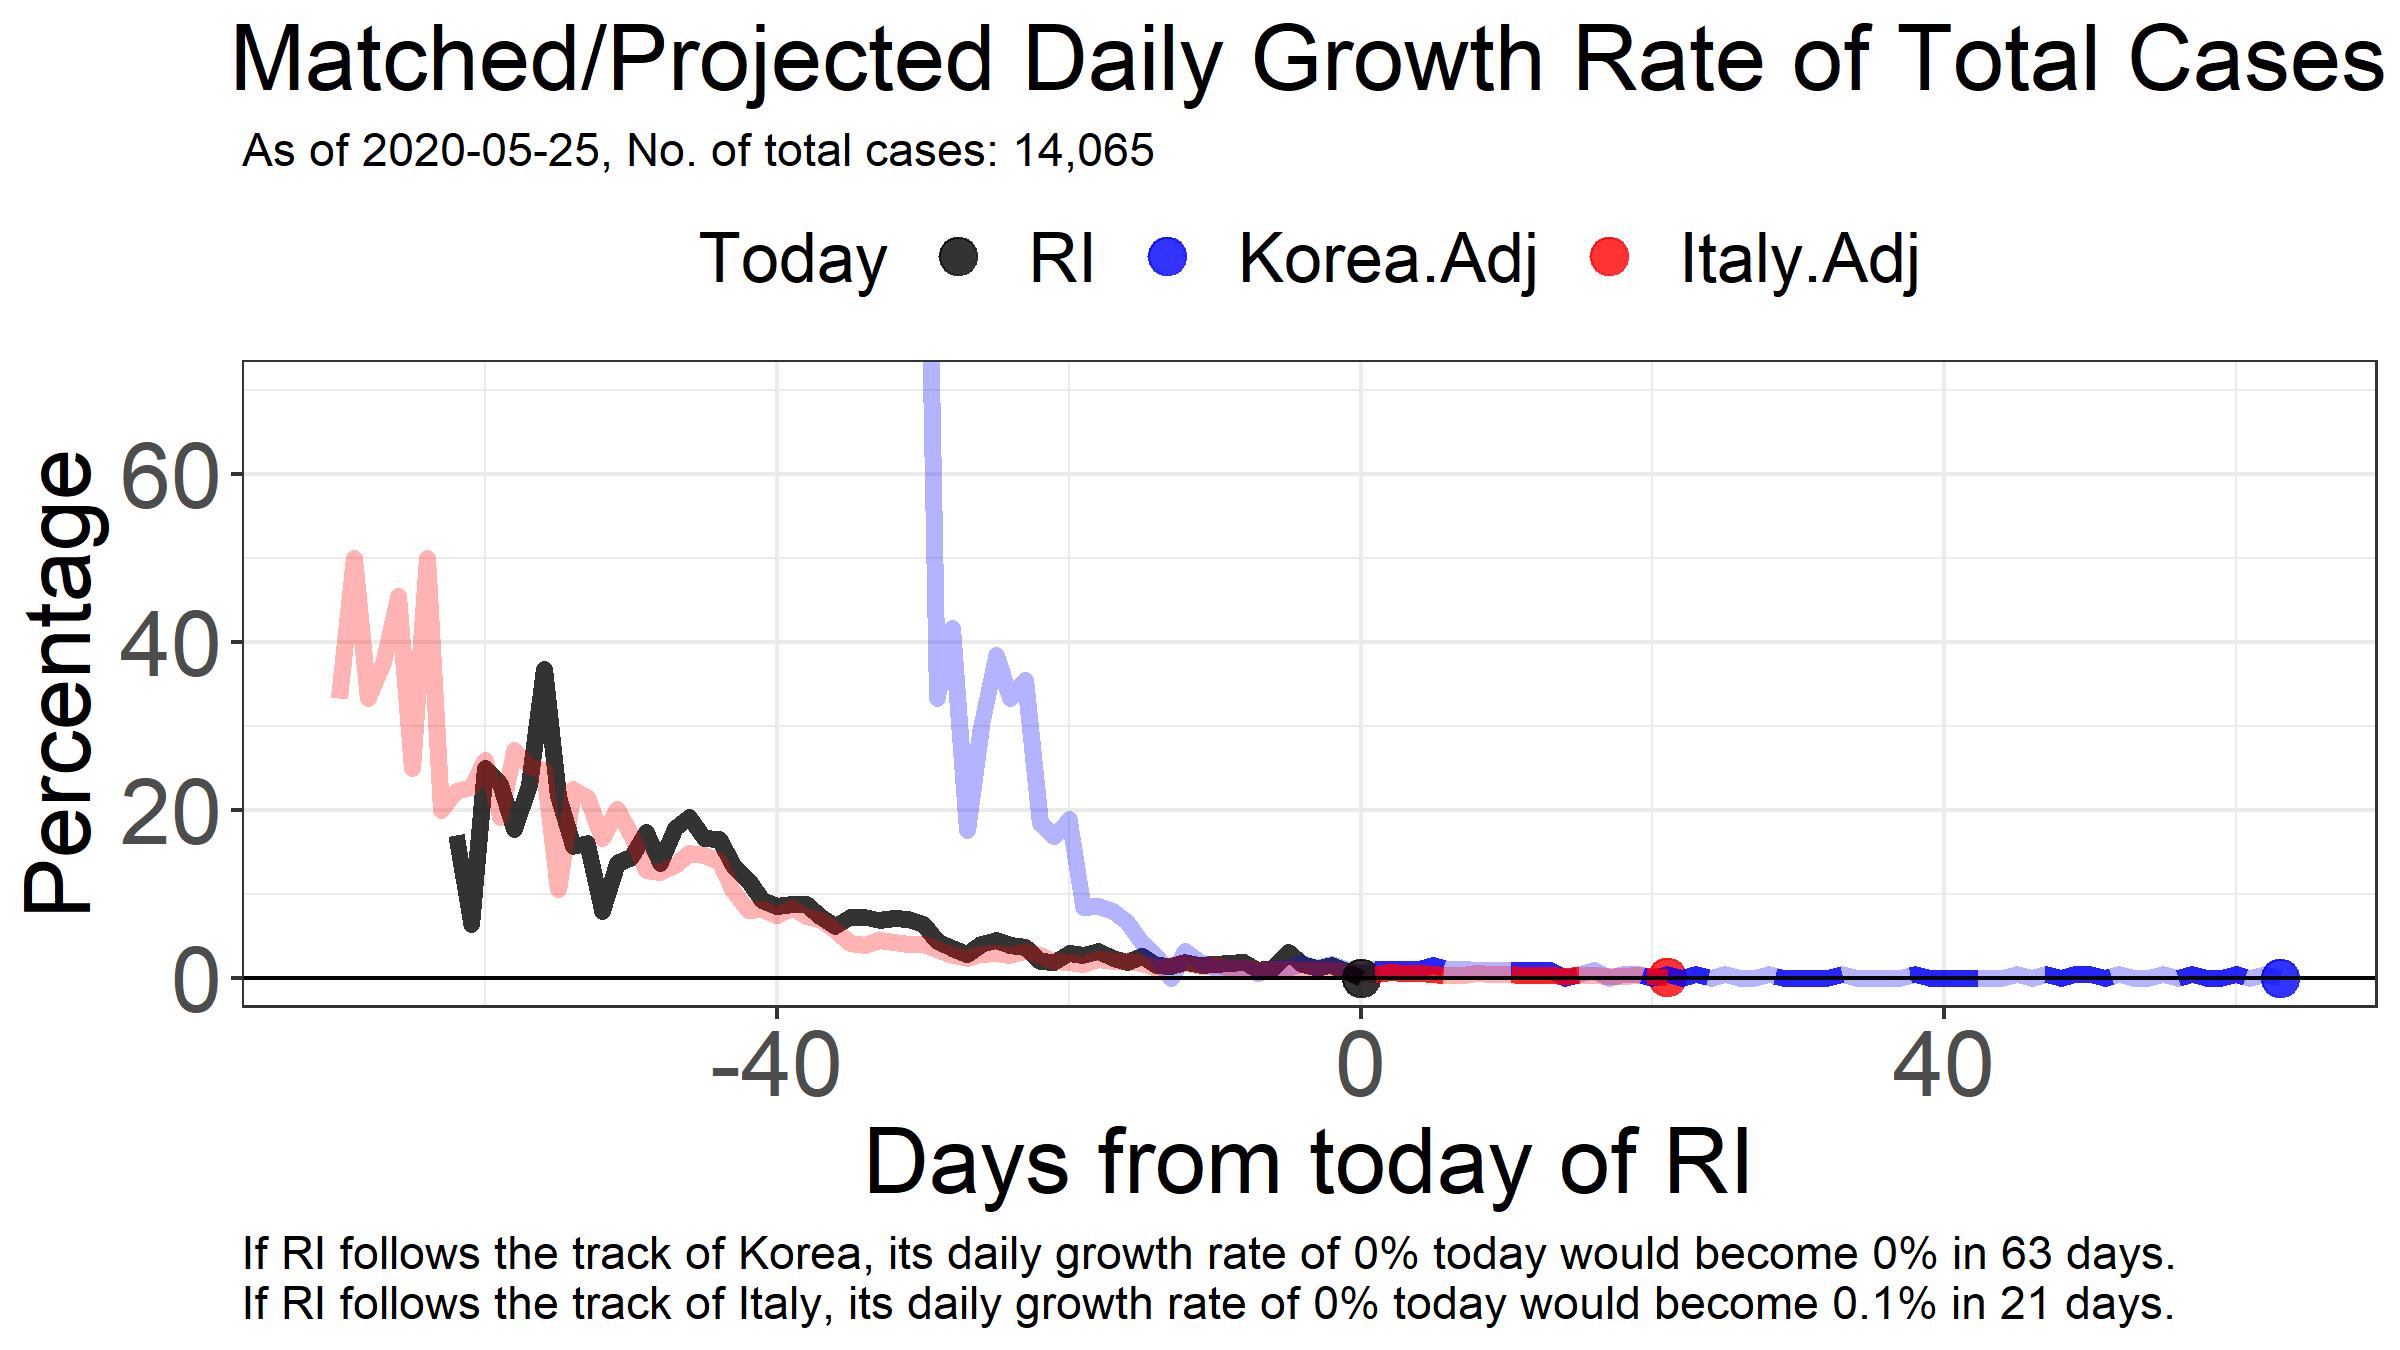 Matched/Projected Daily Growth Rate of Total Cases
As of 2020-05-25, No. of total cases: 14,065
Today RI Korea.Adj Italy.Adj
Percentage
60
40
20
0
-40 0 40
Days from today of RI
If RI follows the track of Korea, its daily growth rate of 0% today would become 0% in 63 days.
If RI follows the track of Italy, its daily growth rate of 0% today would become 0.1% in 21 days.